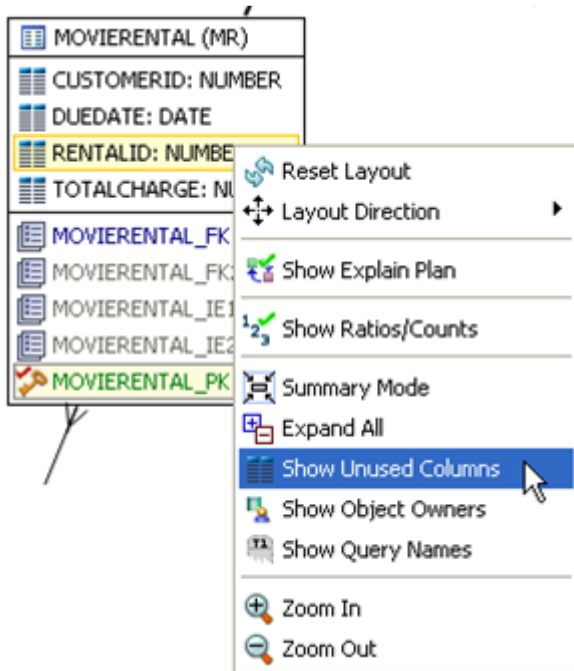 MOVIERENTAL (MR)
CUSTOMERID: NUMBER
DUEDATE: DATE
RENTALID: NUMBE
TOTALCHARGE: NU
MOVIERENTAL_FK
MOVIERENTAL_FK2
MOVIERENTAL_IE1
MOVIERENTAL_IE2
MOVIERENTAL_PK
Reset Layout
Layout Direction
Show Explain Plan
Show Ratios/Counts
Summary Mode
Expand All
Show Unused Columns
Show Object Owners
Show Query Names
Zoom In
Zoom Out